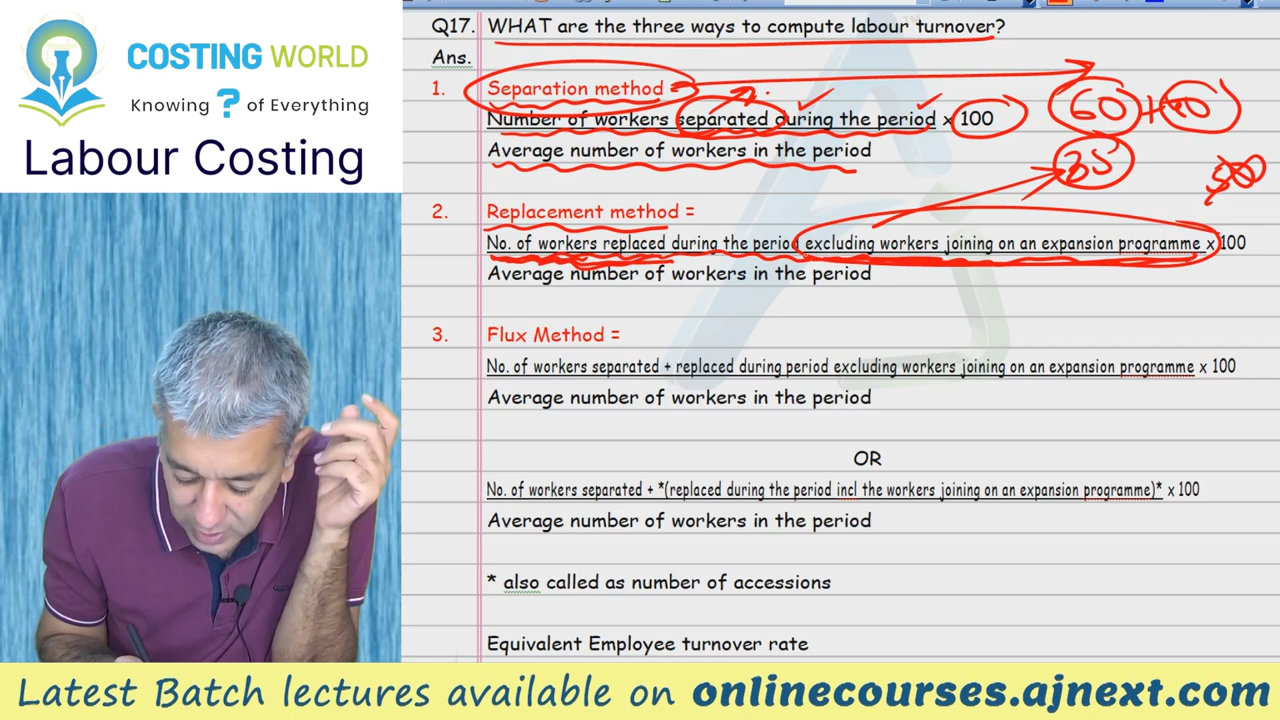 COSTING WORLD
Knowing ? of Everything
Labour Costing
Q17. WHAT are the three ways to compute labour turnover?
Ans.
1. Separation method =
Number of workers separated during the period x 100
Average number of workers in the period
60 + 40
35
500
2. Replacement method =
No. of workers replaced during the period excluding workers joining on an expansion programme x 100
Average number of workers in the period
3. Flux Method =
No. of workers separated + replaced during period excluding workers joining on an expansion programme x 100
Average number of workers in the period
OR
No. of workers separated + *(replaced during the period incl the workers joining on an expansion programme)* x 100
Average number of workers in the period
* also called as number of accessions
Equivalent Employee turnover rate
Latest Batch lectures available on onlinecourses.ajnext.com